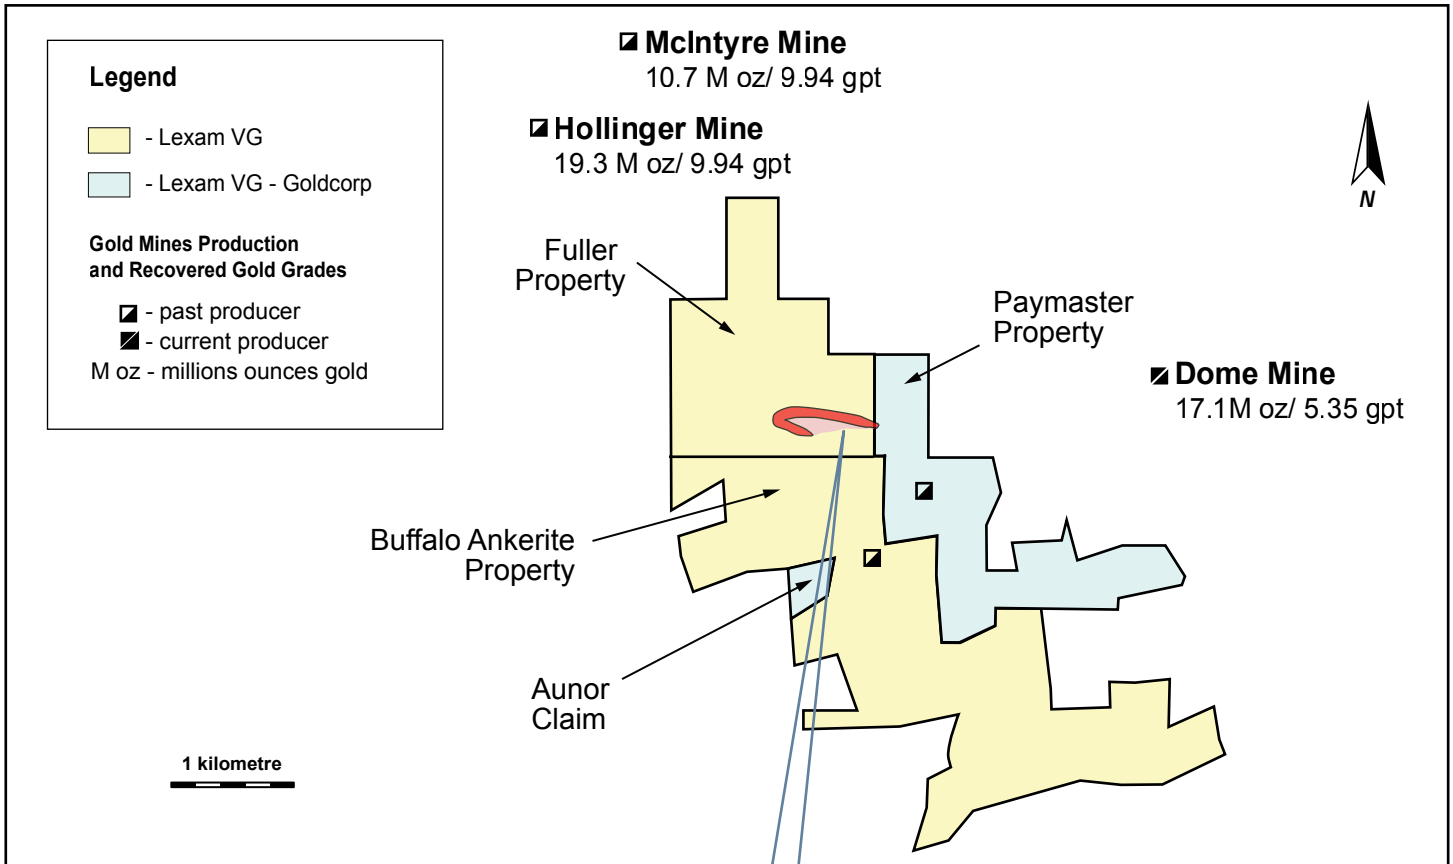 McIntyre Mine
10.7 M oz/ 9.94 gpt
Hollinger Mine
19.3 M oz/ 9.94 gpt
Legend
- Lexam VG
- Lexam VG - Goldcorp
Gold Mines Production
and Recovered Gold Grades
- past producer
- current producer
M oz - millions ounces gold
N
Fuller
Property
Paymaster
Property
Dome Mine
17.1M oz/ 5.35 gpt
Buffalo Ankerite
Property
Aunor
Claim
1 kilometre